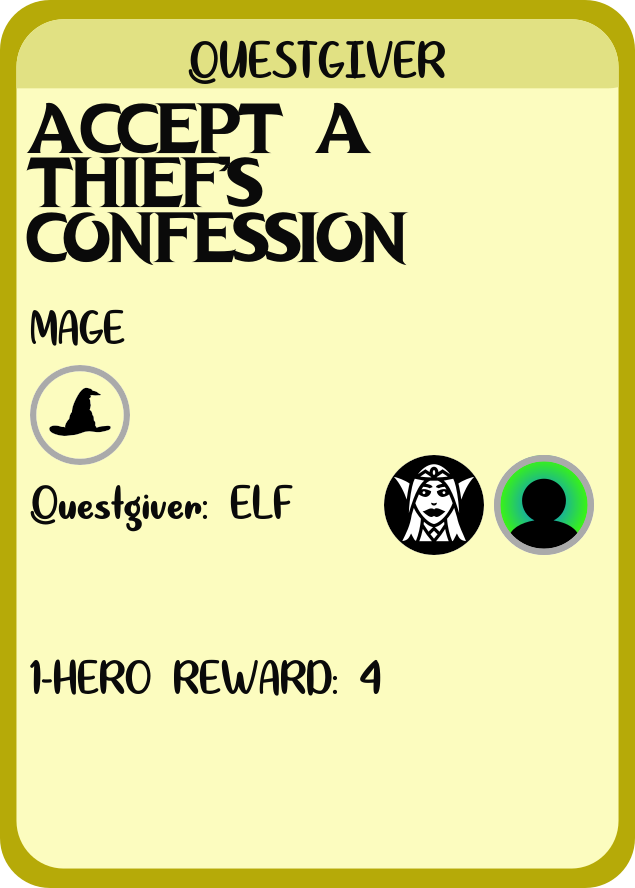 QUESTGIVER
ACCEPT A
THIEF'S
CONFESSION
MAGE
Questgiver: ELF
1-HERO REWARD: 4